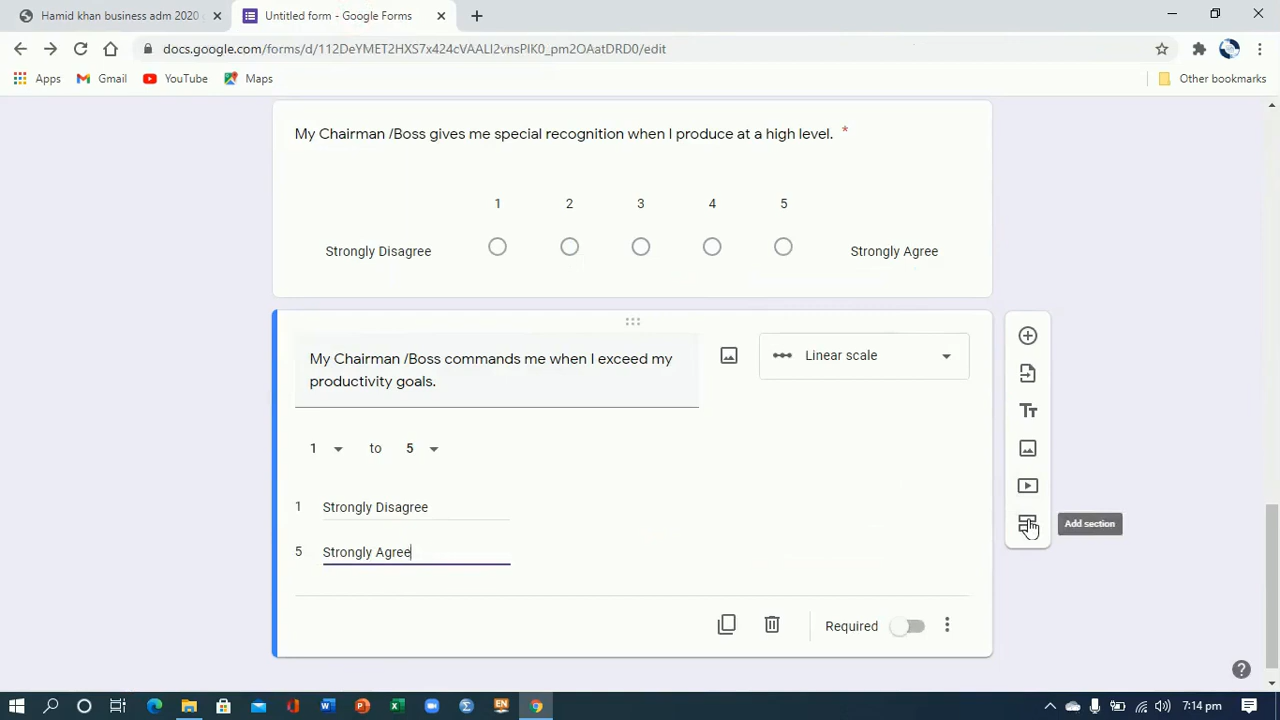 Hamid khan business adm 2020
Untitled form - Google Forms
docs.google.com/forms/d/112DeYMET2HXS7x424cVAALI2vnsPlK0_pm2OAatDRD0/edit
Apps
Gmail
YouTube
Maps
Other bookmarks
My Chairman /Boss gives me special recognition when I produce at a high level. *
1 2 3 4 5
Strongly Disagree
Strongly Agree
My Chairman /Boss commands me when I exceed my
productivity goals.
Linear scale
1 to 5
1 Strongly Disagree
5 Strongly Agree
Add section
Required
7:14 pm